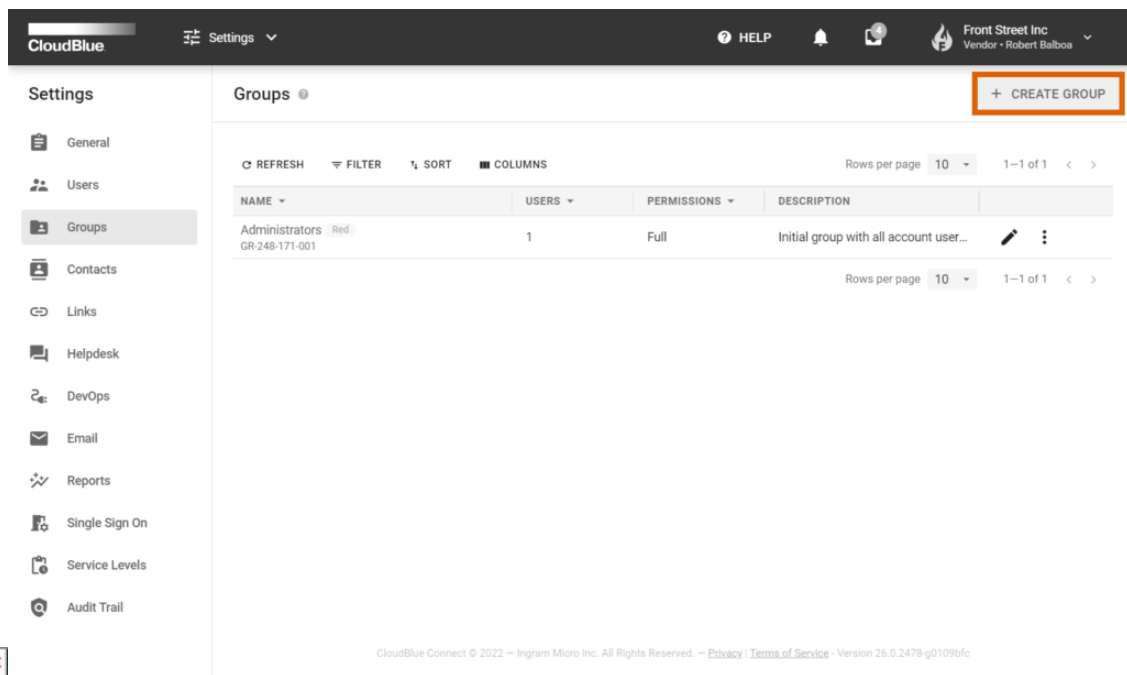 CloudBlue
Settings
HELP
4
Front Street Inc
Vendor • Robert Balboa
Settings
General
Users
Groups
Contacts
Links
Helpdesk
DevOps
Email
Reports
Single Sign On
Service Levels
Audit Trail
Groups
+ CREATE GROUP
REFRESH FILTER SORT COLUMNS Rows per page 10 1–1 of 1
NAME USERS PERMISSIONS DESCRIPTION
Administrators Red 1 Full Initial group with all account user...
GR-248-171-001
Rows per page 10 1–1 of 1
CloudBlue Connect © 2022 – Ingram Micro Inc. All Rights Reserved. – Privacy | Terms of Service - Version 26.0.2478-g0109bfc